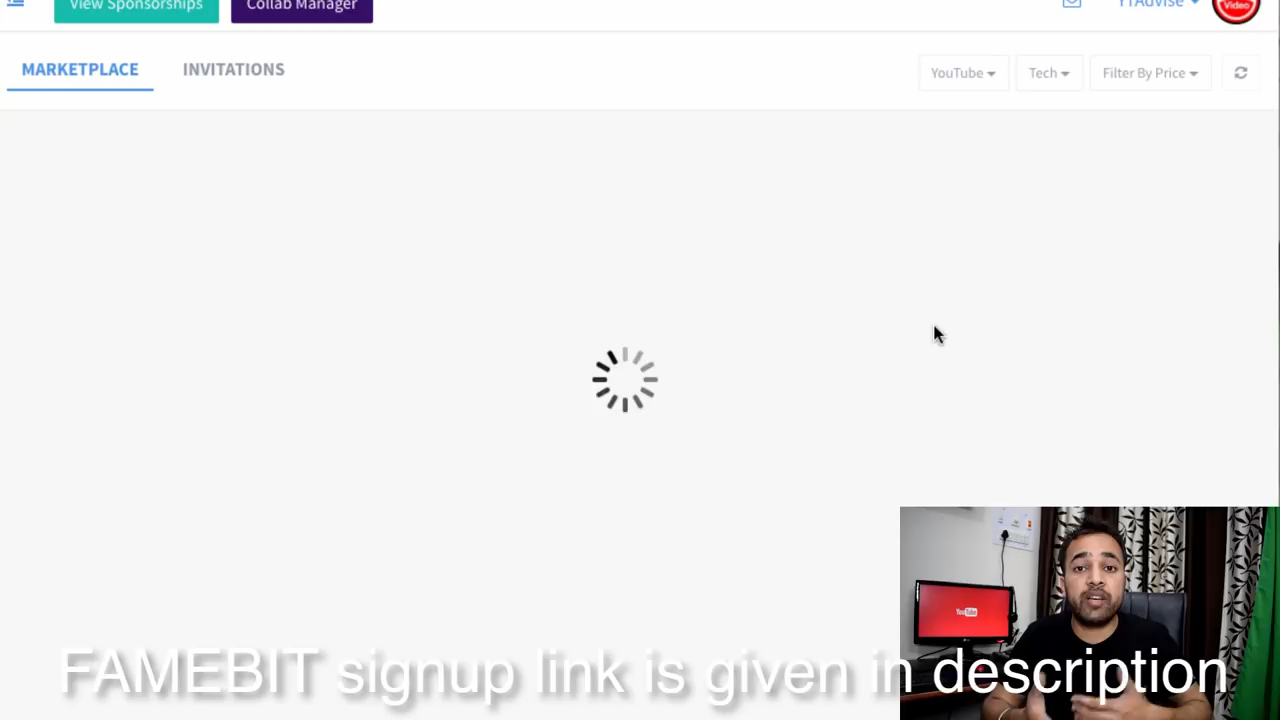 View Sponsorships
Collab Manager
YTAdvise
Video
MARKETPLACE
INVITATIONS
YouTube
Tech
Filter By Price
YouTube
FAMEBIT signup link is given in description